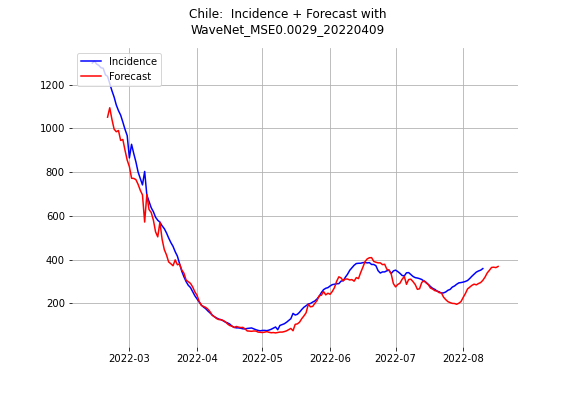 Chile:  Incidence + Forecast with
WaveNet_MSE0.0029_20220409
Incidence
Forecast
1200
1000
800
600
400
200
2022-03 2022-04 2022-05 2022-06 2022-07 2022-08